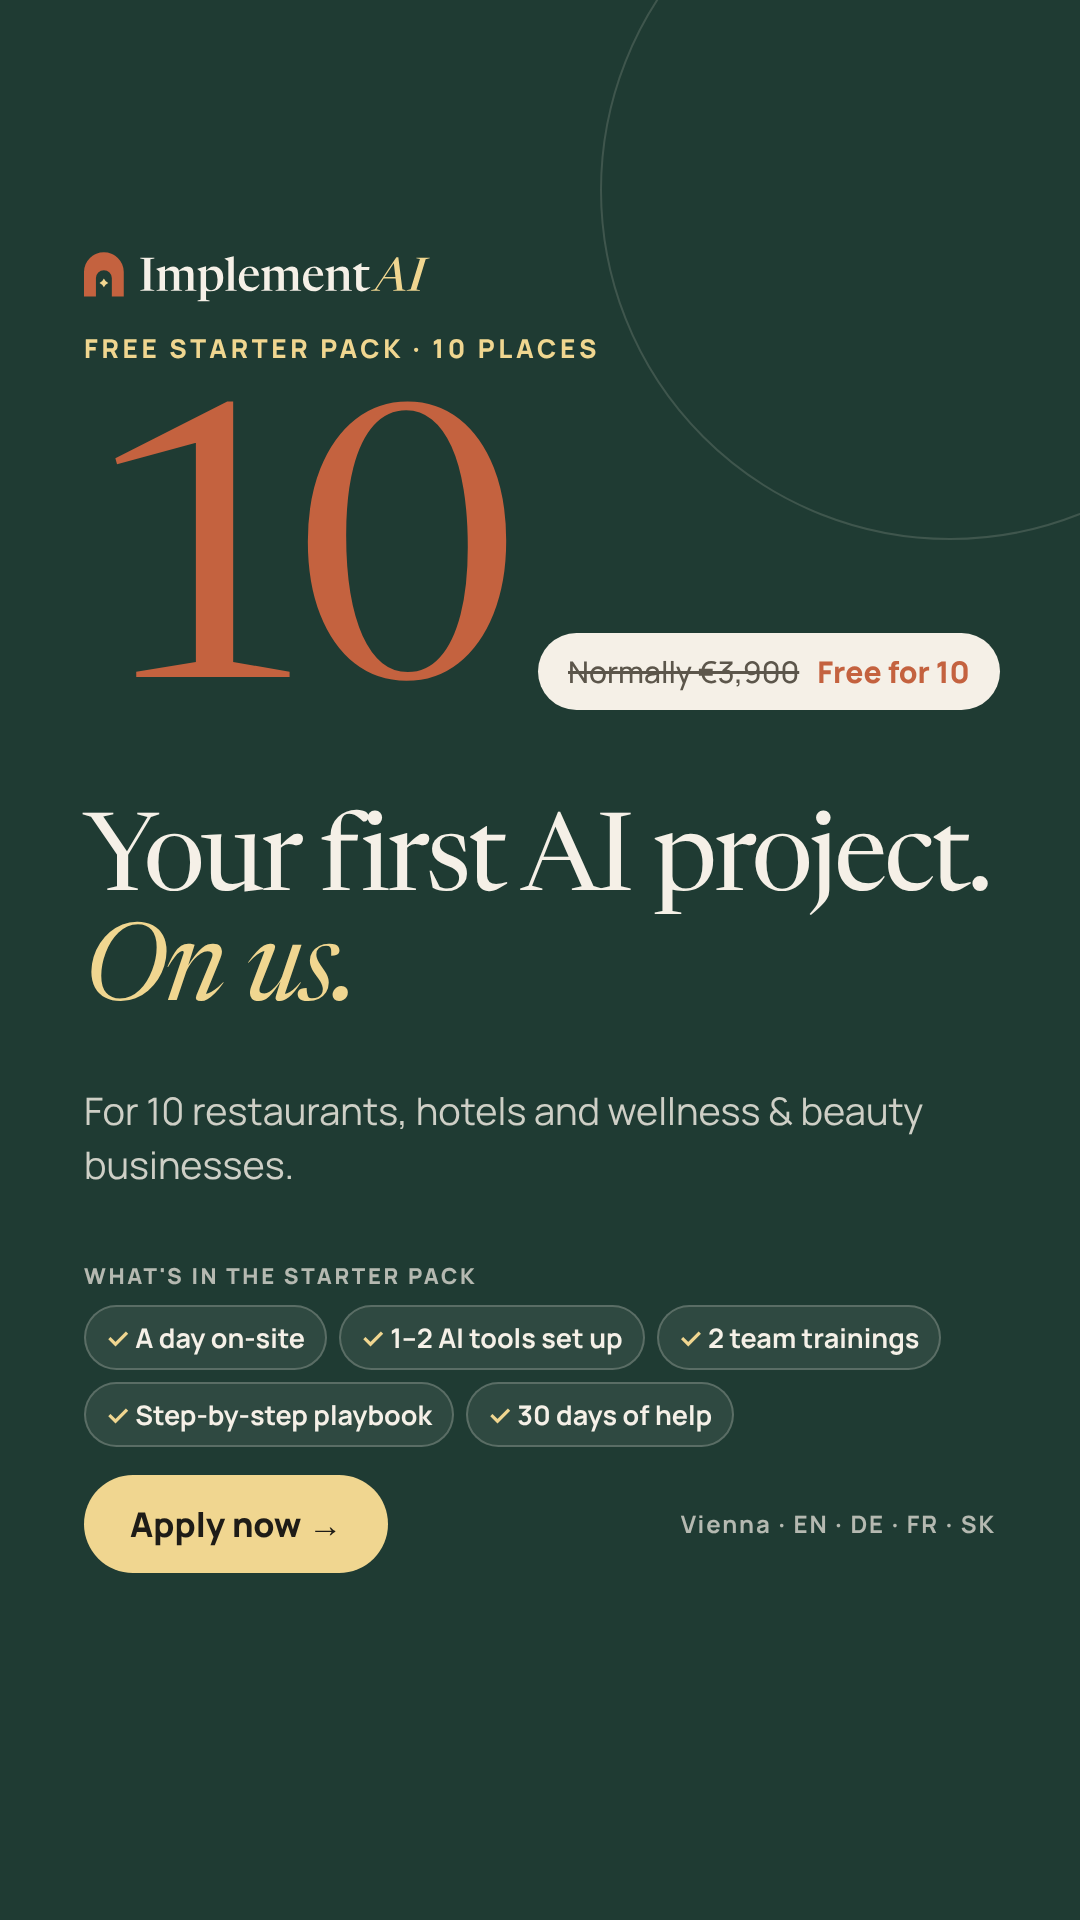 Implement AI
FREE STARTER PACK · 10 PLACES
10
Normally €3,900 Free for 10
Your first AI project.
On us.
For 10 restaurants, hotels and wellness & beauty
businesses.
WHAT'S IN THE STARTER PACK
✓ A day on-site ✓ 1–2 AI tools set up ✓ 2 team trainings
✓ Step-by-step playbook ✓ 30 days of help
Apply now → Vienna · EN · DE · FR · SK